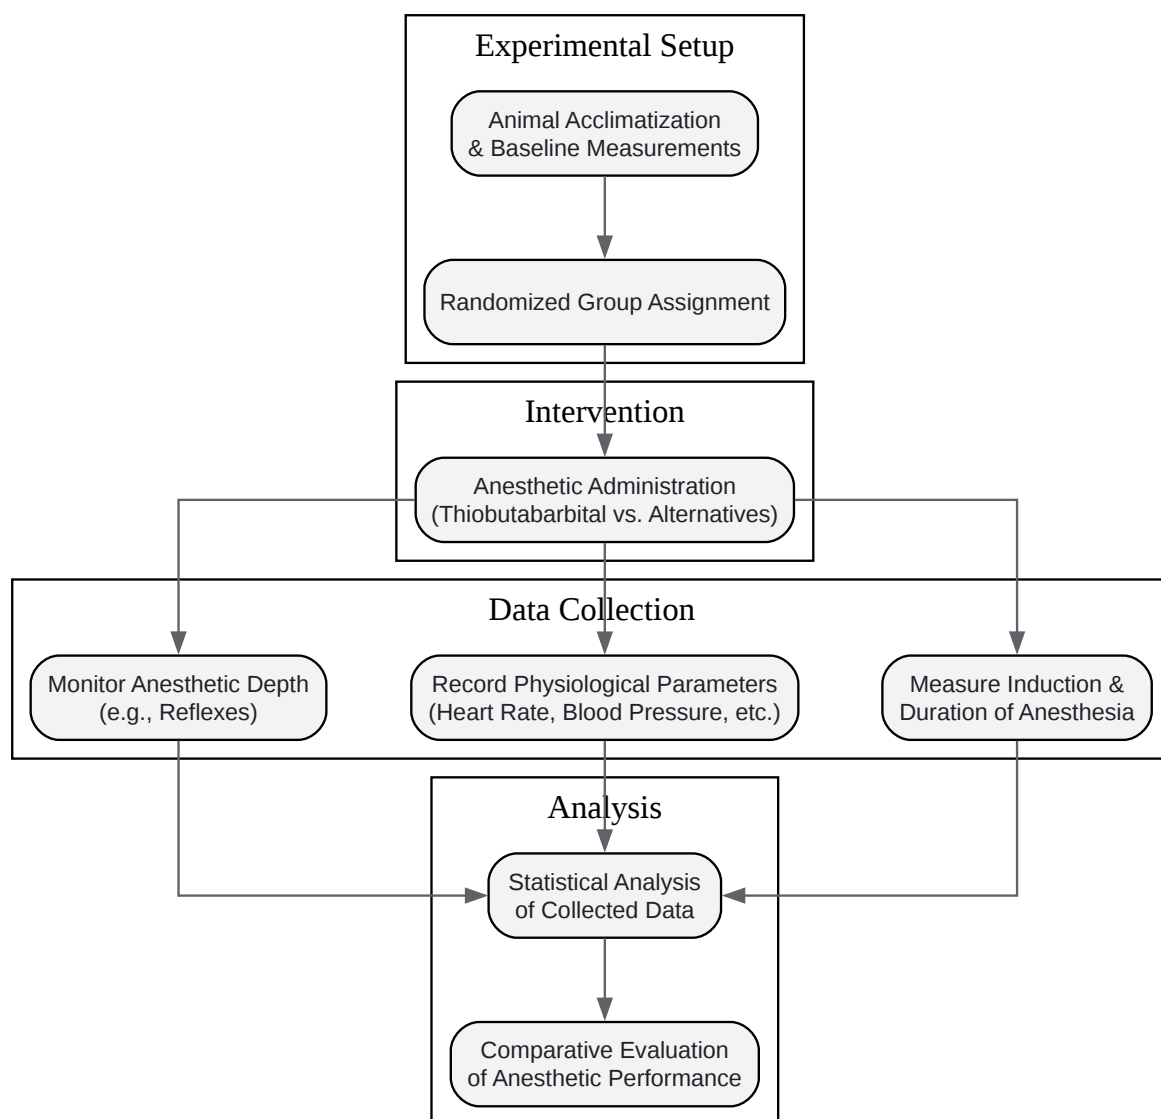 Experimental Setup
Animal Acclimatization
& Baseline Measurements
Randomized Group Assignment
Intervention
Anesthetic Administration
(Thiobutabarbital vs. Alternatives)
Data Collection
Monitor Anesthetic Depth
(e.g., Reflexes)
Record Physiological Parameters
(Heart Rate, Blood Pressure, etc.)
Measure Induction &
Duration of Anesthesia
Analysis
Statistical Analysis
of Collected Data
Comparative Evaluation
of Anesthetic Performance